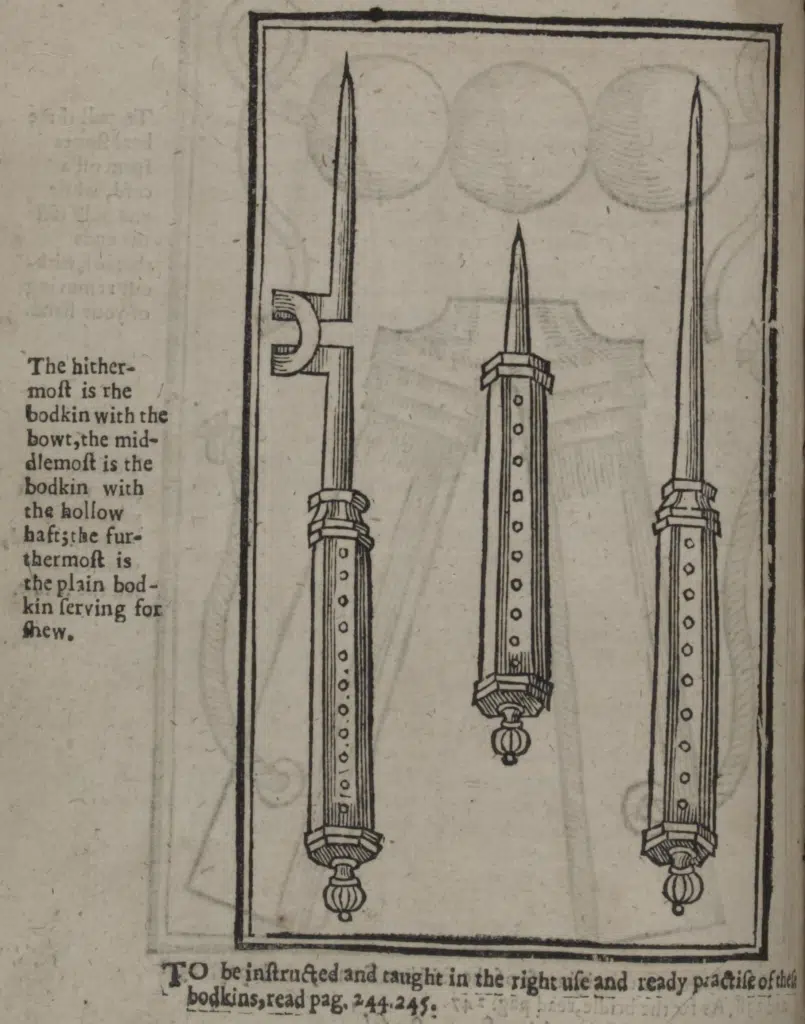 The hither-
moſt is rhe
bodkin with the
bowt, the mid-
dlemoſt is the
bodkin with
the hollow
haft; the fur-
thermoſt is
the plain bod-
kin ſerving for
ſhew.
TO be inſtructed and taught in the right uſe and ready practiſe of theſe
bodkins, read pag. 244.245.